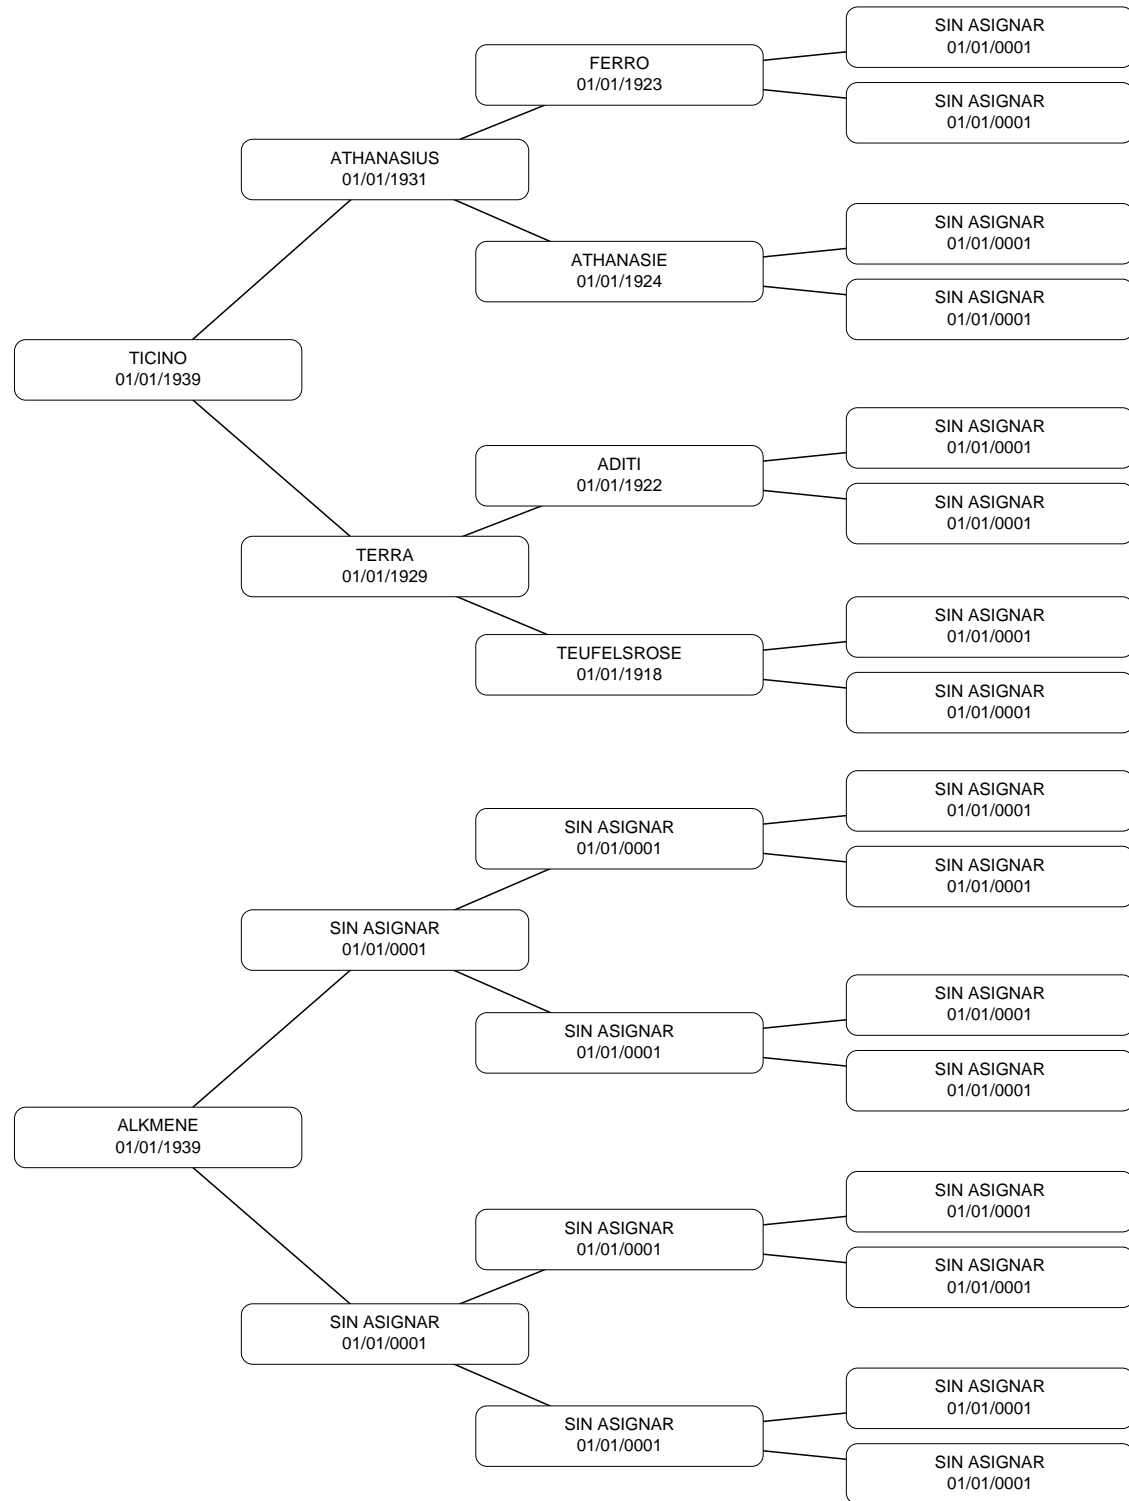 SIN ASIGNAR
01/01/0001
FERRO
01/01/1923
SIN ASIGNAR
01/01/0001
ATHANASIUS
01/01/1931
SIN ASIGNAR
01/01/0001
ATHANASIE
01/01/1924
SIN ASIGNAR
01/01/0001
TICINO
01/01/1939
SIN ASIGNAR
01/01/0001
ADITI
01/01/1922
SIN ASIGNAR
01/01/0001
TERRA
01/01/1929
SIN ASIGNAR
01/01/0001
TEUFELSROSE
01/01/1918
SIN ASIGNAR
01/01/0001
SIN ASIGNAR
01/01/0001
SIN ASIGNAR
01/01/0001
SIN ASIGNAR
01/01/0001
SIN ASIGNAR
01/01/0001
SIN ASIGNAR
01/01/0001
SIN ASIGNAR
01/01/0001
SIN ASIGNAR
01/01/0001
ALKMENE
01/01/1939
SIN ASIGNAR
01/01/0001
SIN ASIGNAR
01/01/0001
SIN ASIGNAR
01/01/0001
SIN ASIGNAR
01/01/0001
SIN ASIGNAR
01/01/0001
SIN ASIGNAR
01/01/0001
SIN ASIGNAR
01/01/0001